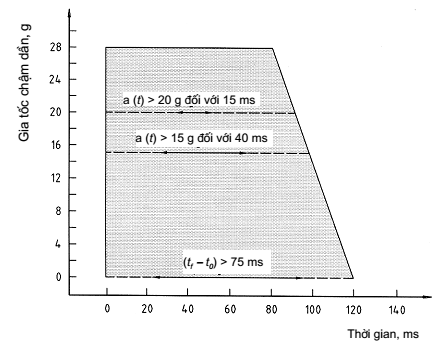 Gia tốc chậm dần, g
28
24
20
16
12
8
4
0
a (t) > 20 g đối với 15 ms
a (t) > 15 g đối với 40 ms
(t₁ – t₀) > 75 ms
0 20 40 60 80 100 120 140
Thời gian, ms